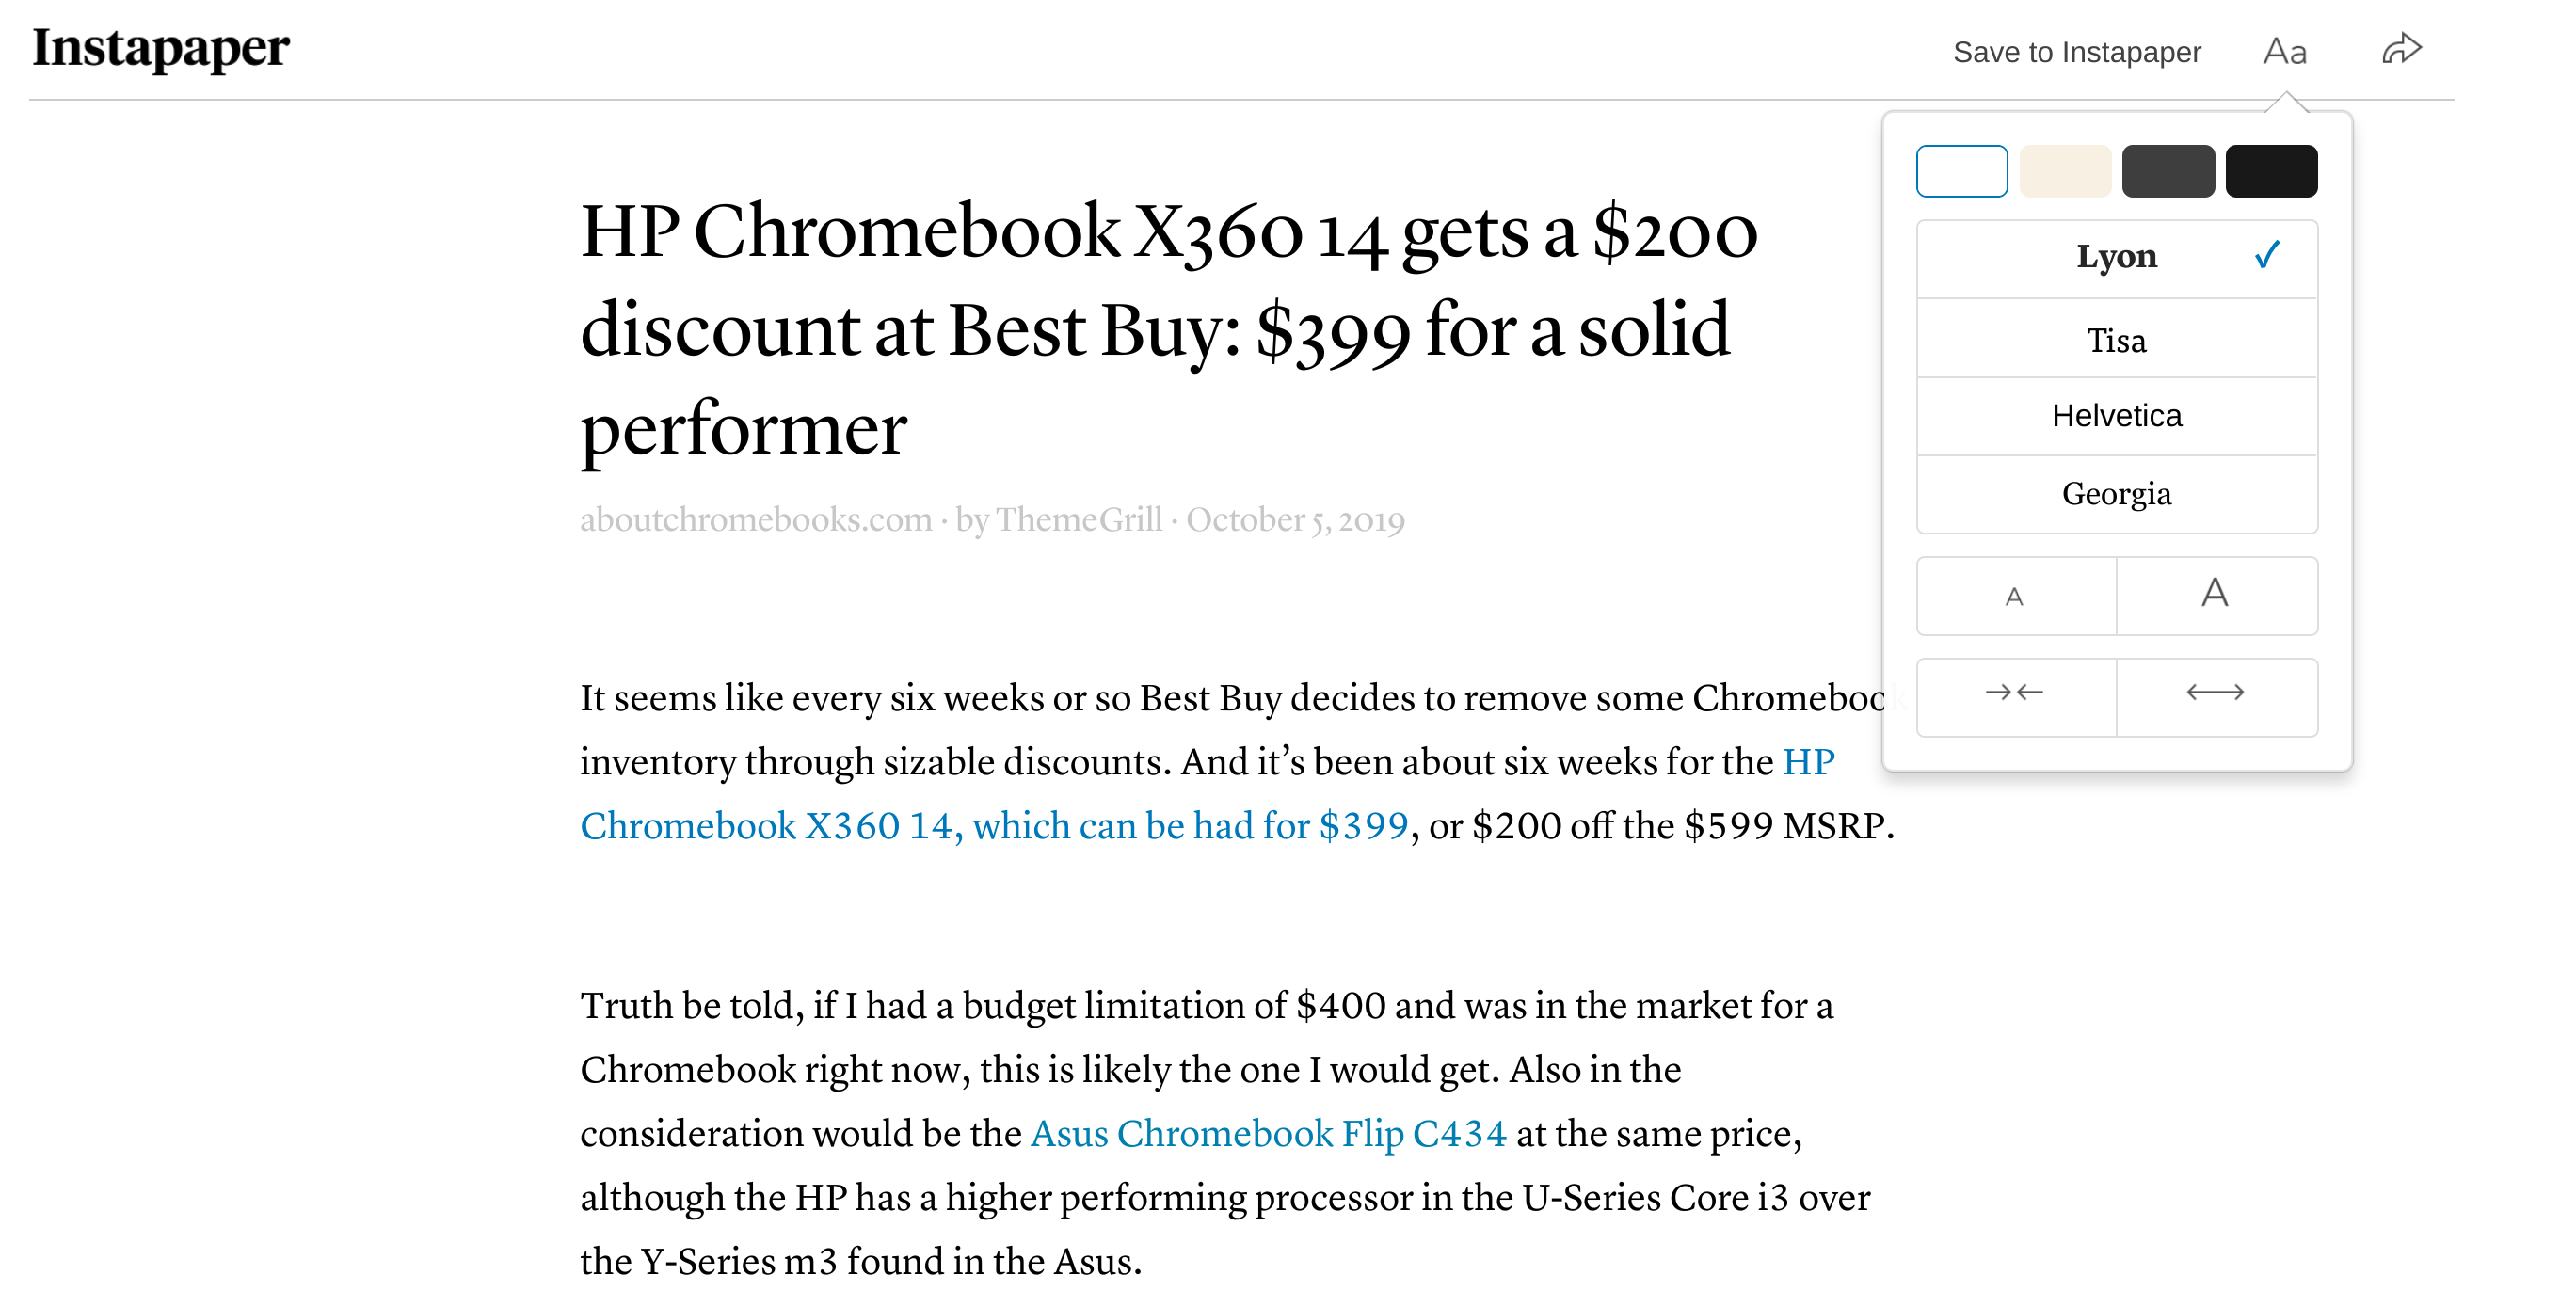 Instapaper
Save to Instapaper Aa
HP Chromebook X360 14 gets a $200
discount at Best Buy: $399 for a solid
performer
aboutchromebooks.com · by ThemeGrill · October 5, 2019
Lyon ✓
Tisa
Helvetica
Georgia
A A
→← ⟷
It seems like every six weeks or so Best Buy decides to remove some Chromebook
inventory through sizable discounts. And it’s been about six weeks for the HP
Chromebook X360 14, which can be had for $399, or $200 off the $599 MSRP.
Truth be told, if I had a budget limitation of $400 and was in the market for a
Chromebook right now, this is likely the one I would get. Also in the
consideration would be the Asus Chromebook Flip C434 at the same price,
although the HP has a higher performing processor in the U-Series Core i3 over
the Y-Series m3 found in the Asus.